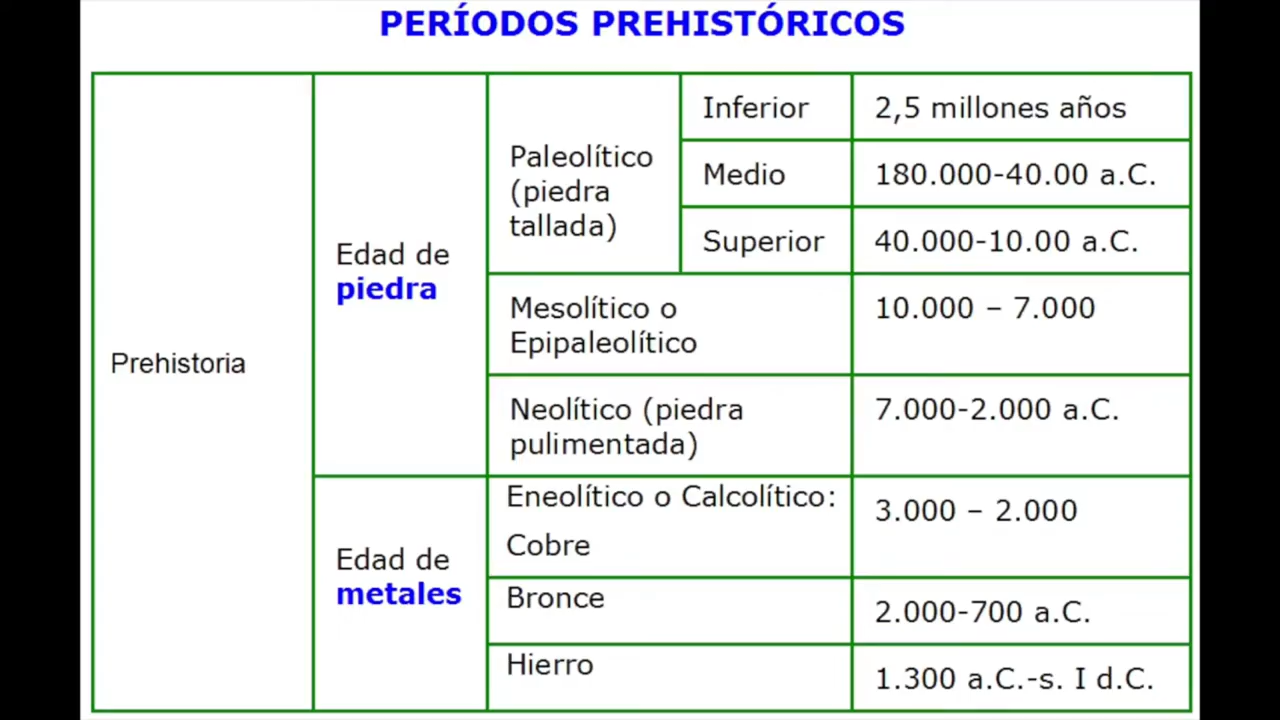 PERÍODOS PREHISTÓRICOS
Prehistoria
Edad de
piedra
Paleolítico
(piedra
tallada)
Inferior
2,5 millones años
Medio
180.000-40.00 a.C.
Superior
40.000-10.00 a.C.
Mesolítico o
Epipaleolítico
10.000 – 7.000
Neolítico (piedra
pulimentada)
7.000-2.000 a.C.
Edad de
metales
Eneolítico o Calcolítico:
Cobre
3.000 – 2.000
Bronce
2.000-700 a.C.
Hierro
1.300 a.C.-s. I d.C.